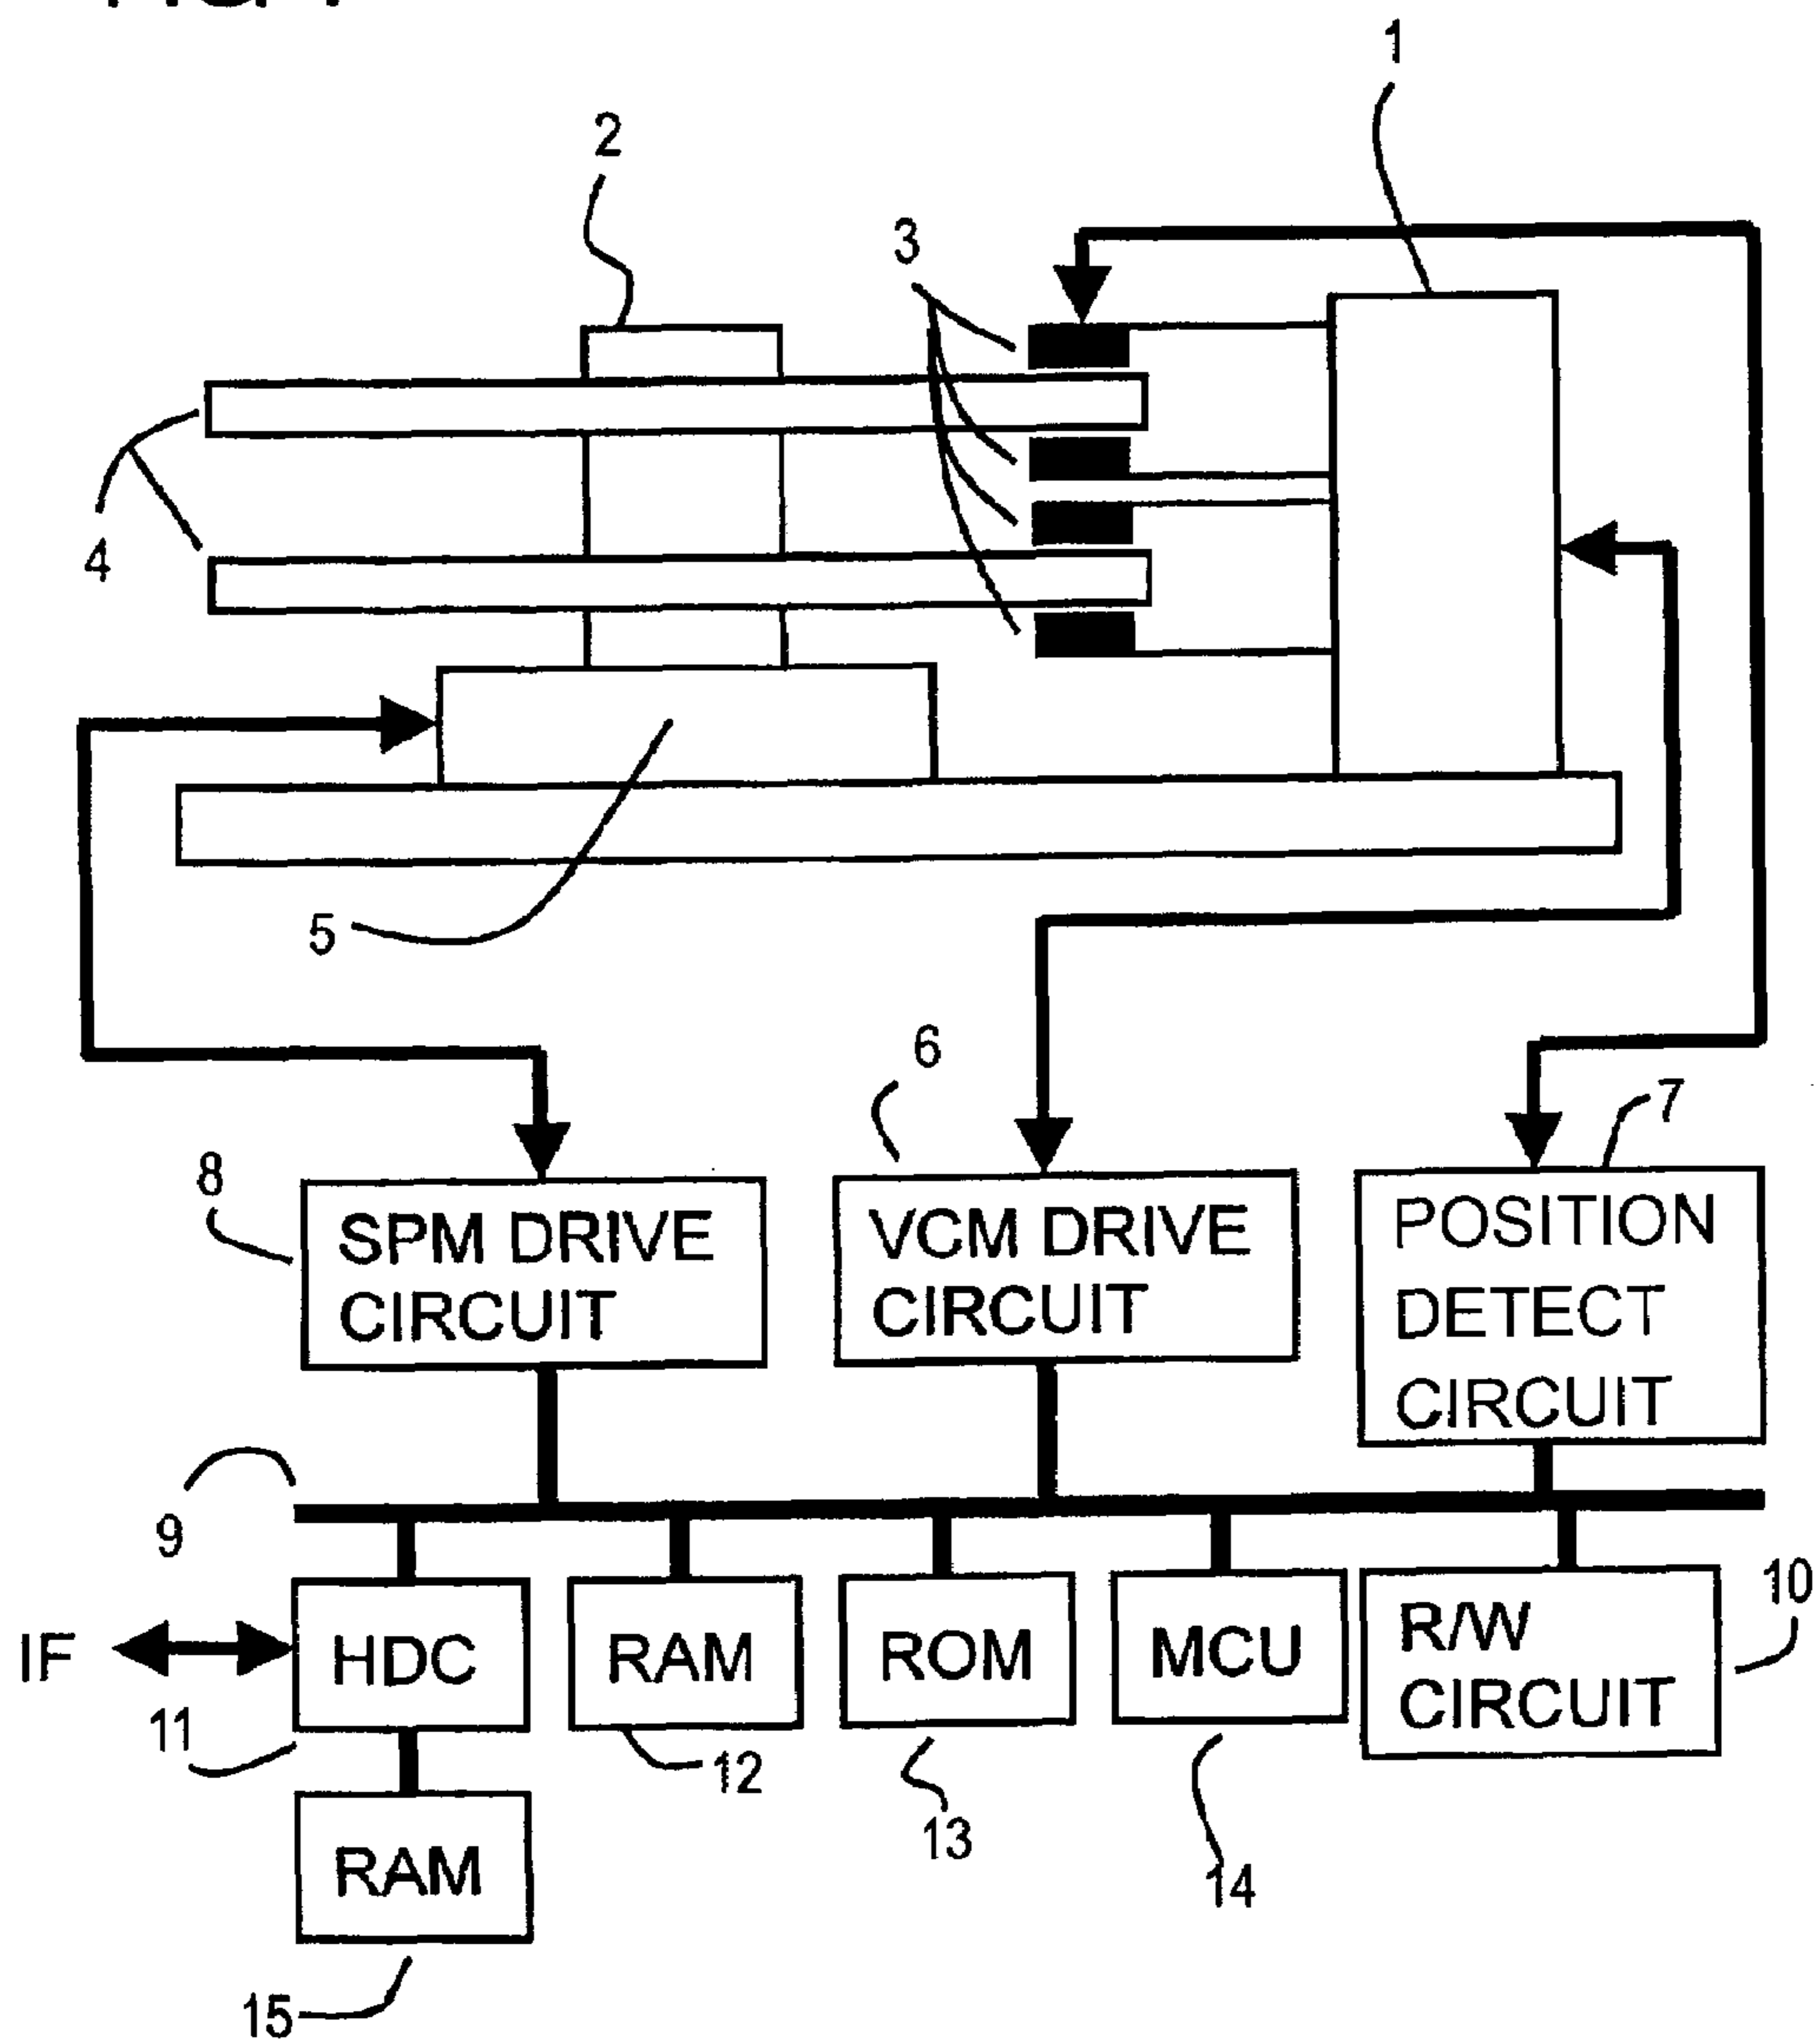 1
2
3
4
5
6
7
8
SPM DRIVE
CIRCUIT
VCM DRIVE
CIRCUIT
POSITION
DETECT
CIRCUIT
9
10
IF
HDC
RAM
ROM
MCU
R/W
CIRCUIT
11
12
13
14
RAM
15